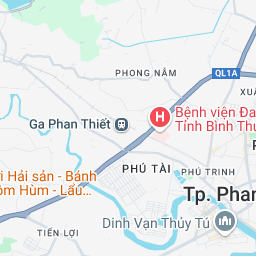 PHONG NẪM
QL1A
XUÂ
Bệnh viện Đa
Tỉnh Bình Thu
Ga Phan Thiết
H
ri Hải sản - Bánh
ôm Hùm - Lẩu...
PHÚ TÀI
PHÚ TRINH
Tp. Phan
Dinh Vạn Thủy Tú
TIẾN LỢI